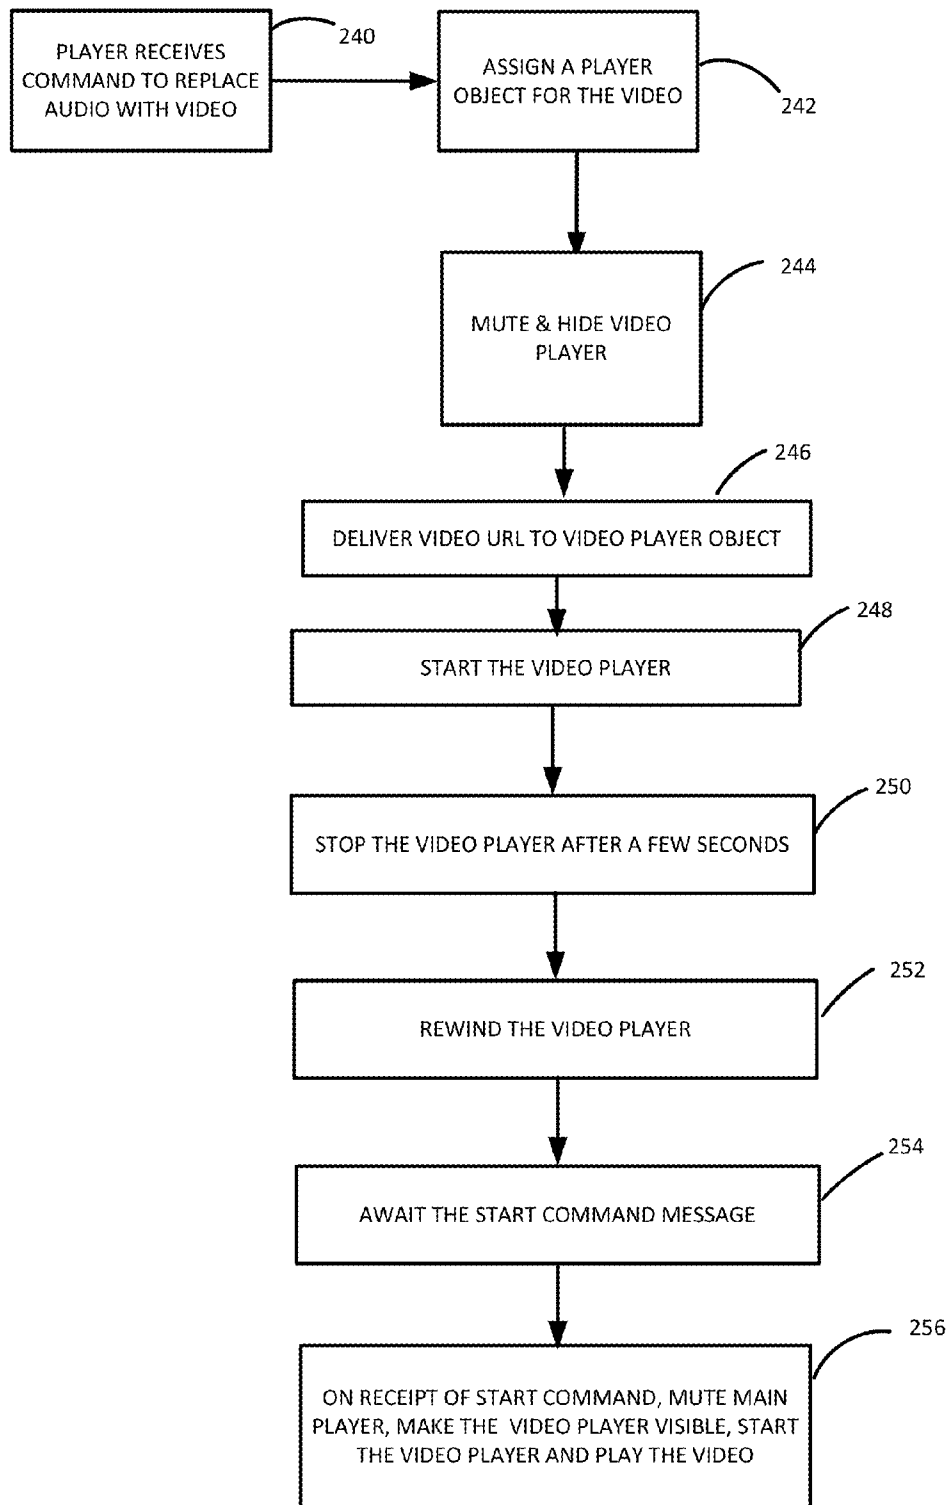 PLAYER RECEIVES
COMMAND TO REPLACE
AUDIO WITH VIDEO
240
ASSIGN A PLAYER
OBJECT FOR THE VIDEO
242
MUTE & HIDE VIDEO
PLAYER
244
246
DELIVER VIDEO URL TO VIDEO PLAYER OBJECT
248
START THE VIDEO PLAYER
250
STOP THE VIDEO PLAYER AFTER A FEW SECONDS
252
REWIND THE VIDEO PLAYER
254
AWAIT THE START COMMAND MESSAGE
256
ON RECEIPT OF START COMMAND, MUTE MAIN
PLAYER, MAKE THE VIDEO PLAYER VISIBLE, START
THE VIDEO PLAYER AND PLAY THE VIDEO